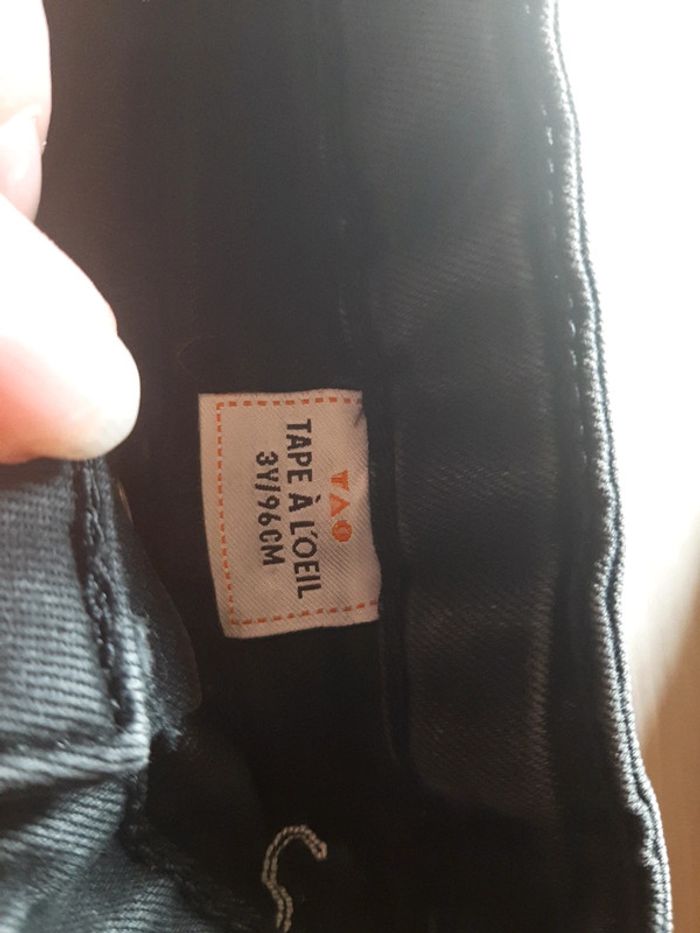 TAO
TAPE À L'OEIL
3Y/96CM